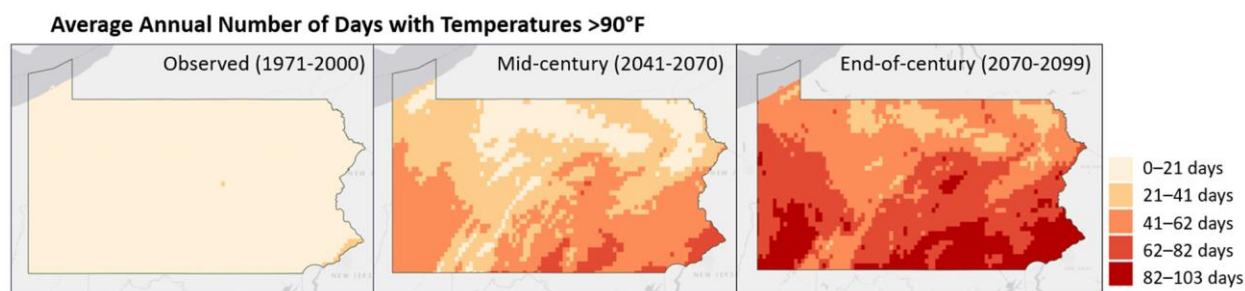 Average Annual Number of Days with Temperatures >90°F
Observed (1971-2000)
Mid-century (2041-2070)
End-of-century (2070-2099)
0–21 days
21–41 days
41–62 days
62–82 days
82–103 days